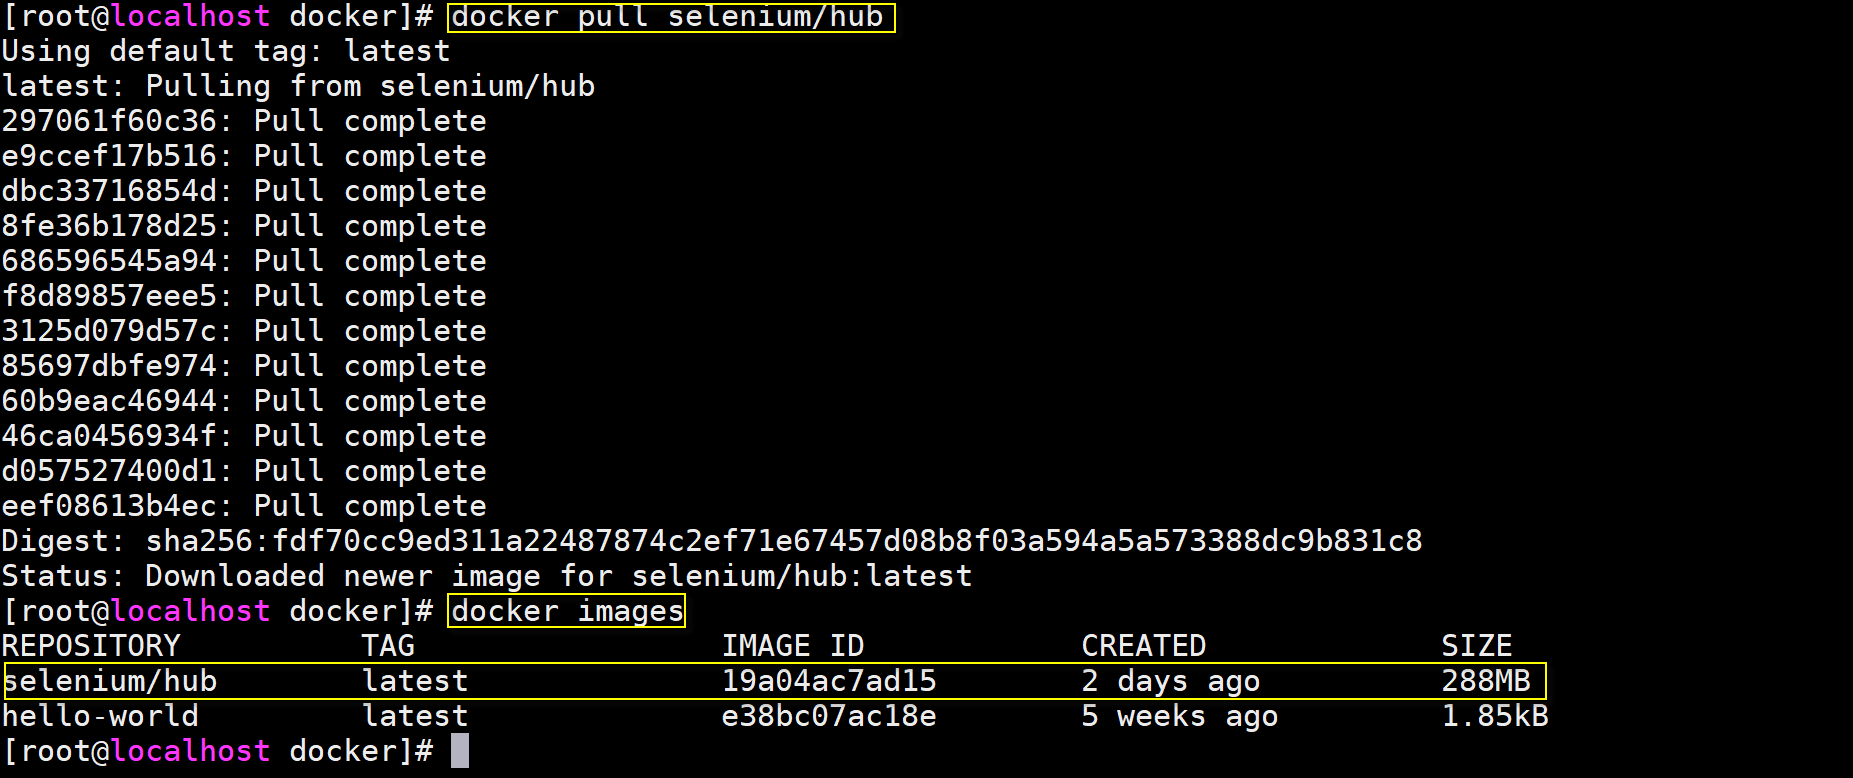 [root@localhost docker]# docker pull selenium/hub
Using default tag: latest
latest: Pulling from selenium/hub
297061f60c36: Pull complete
e9ccef17b516: Pull complete
dbc33716854d: Pull complete
8fe36b178d25: Pull complete
686596545a94: Pull complete
f8d89857eee5: Pull complete
3125d079d57c: Pull complete
85697dbfe974: Pull complete
60b9eac46944: Pull complete
46ca0456934f: Pull complete
d057527400d1: Pull complete
eef08613b4ec: Pull complete
Digest: sha256:fdf70cc9ed311a22487874c2ef71e67457d08b8f03a594a5a573388dc9b831c8
Status: Downloaded newer image for selenium/hub:latest
[root@localhost docker]# docker images
REPOSITORY          TAG                 IMAGE ID            CREATED             SIZE
selenium/hub        latest              19a04ac7ad15        2 days ago          288MB
hello-world         latest              e38bc07ac18e        5 weeks ago         1.85kB
[root@localhost docker]#